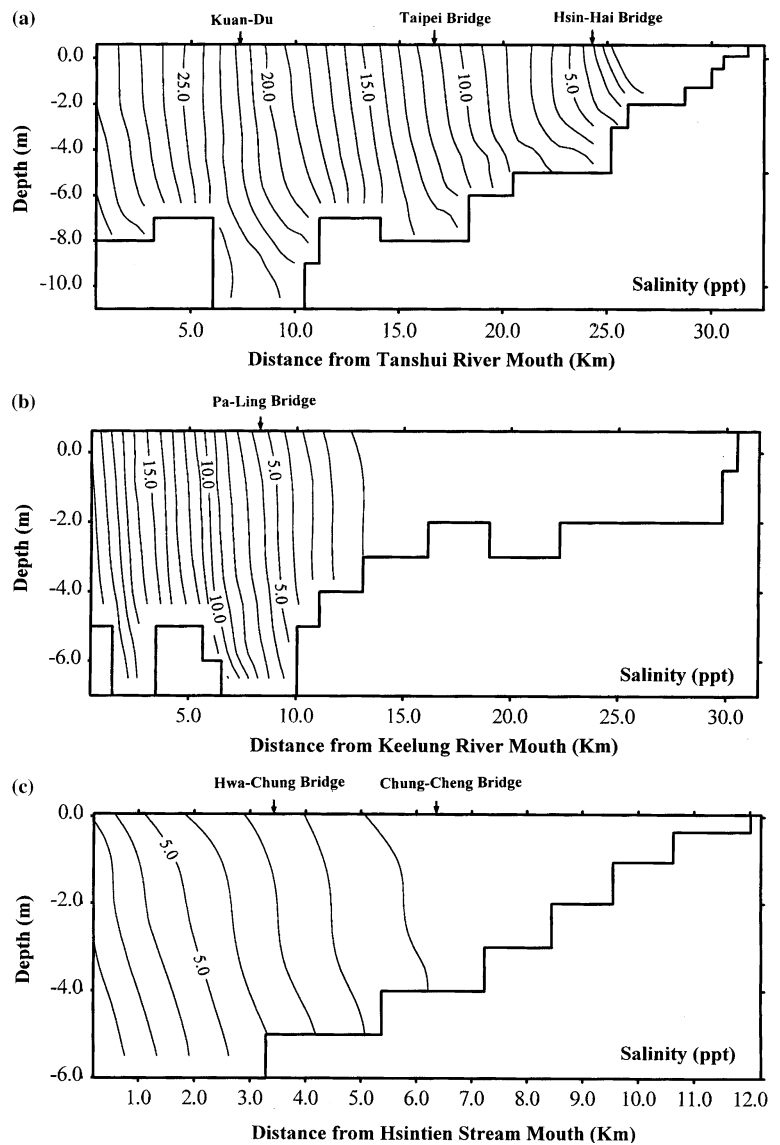 (a)
Kuan-Du Taipei Bridge Hsin-Hai Bridge
0.0
-2.0
-4.0
-6.0
-8.0
-10.0
Depth (m)
25.0 20.0 15.0 10.0 5.0
Salinity (ppt)
5.0 10.0 15.0 20.0 25.0 30.0
Distance from Tanshui River Mouth (Km)
(b)
Pa-Ling Bridge
0.0
-2.0
-4.0
-6.0
Depth (m)
15.0 10.0 5.0
10.0 5.0
Salinity (ppt)
5.0 10.0 15.0 20.0 25.0 30.0
Distance from Keelung River Mouth (Km)
(c)
Hwa-Chung Bridge Chung-Cheng Bridge
0.0
-2.0
-4.0
-6.0
Depth (m)
5.0
5.0
Salinity (ppt)
1.0 2.0 3.0 4.0 5.0 6.0 7.0 8.0 9.0 10.0 11.0 12.0
Distance from Hsintien Stream Mouth (Km)